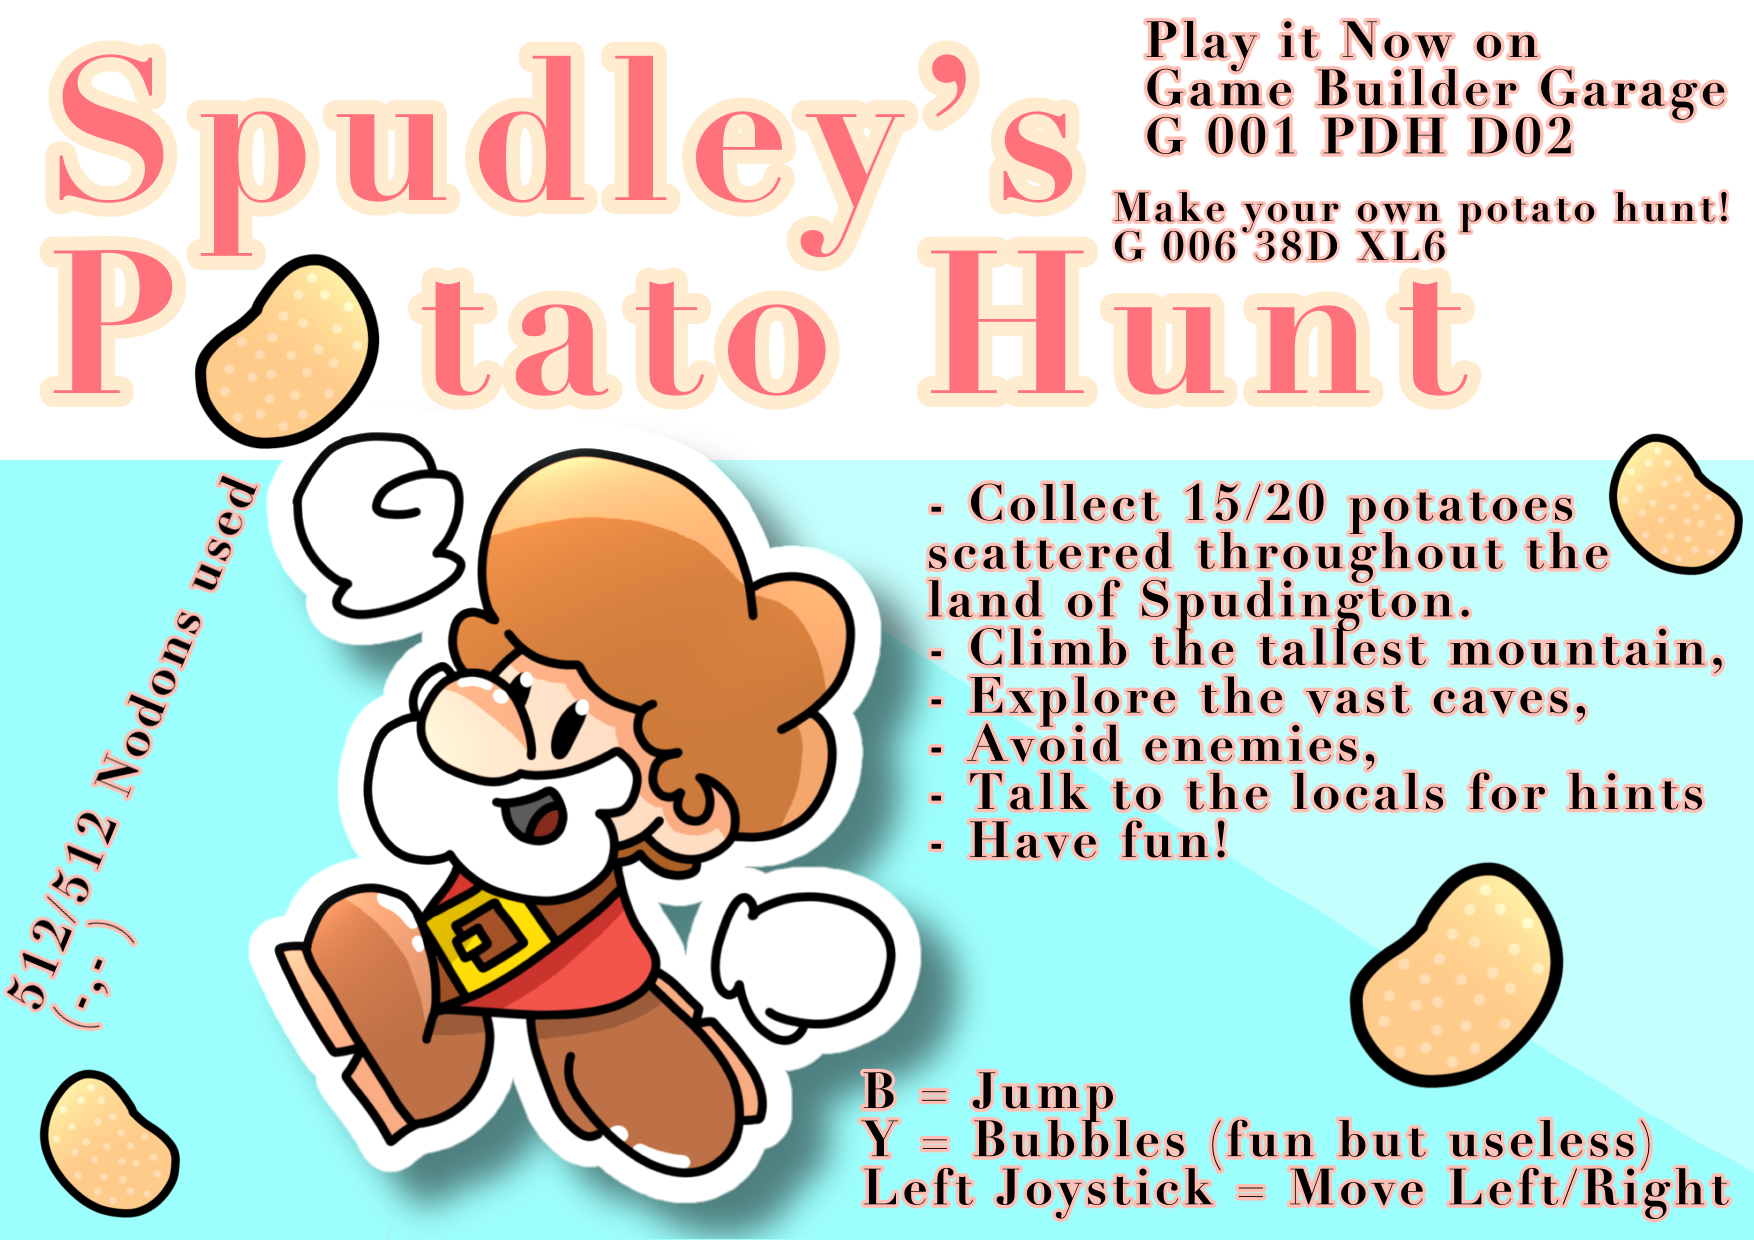 Spudley's
P tato Hunt
Play it Now on
Game Builder Garage
G 001 PDH D02
Make your own potato hunt!
G 006 38D XL6
512/512 Nodons used
(-,- )
- Collect 15/20 potatoes
scattered throughout the
land of Spudington.
- Climb the tallest mountain,
- Explore the vast caves,
- Avoid enemies,
- Talk to the locals for hints
- Have fun!
B = Jump
Y = Bubbles (fun but useless)
Left Joystick = Move Left/Right